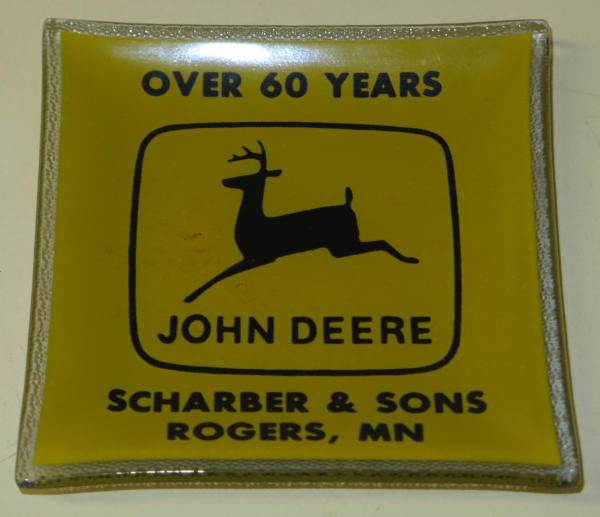 OVER 60 YEARS
JOHN DEERE
SCHARBER & SONS
ROGERS, MN